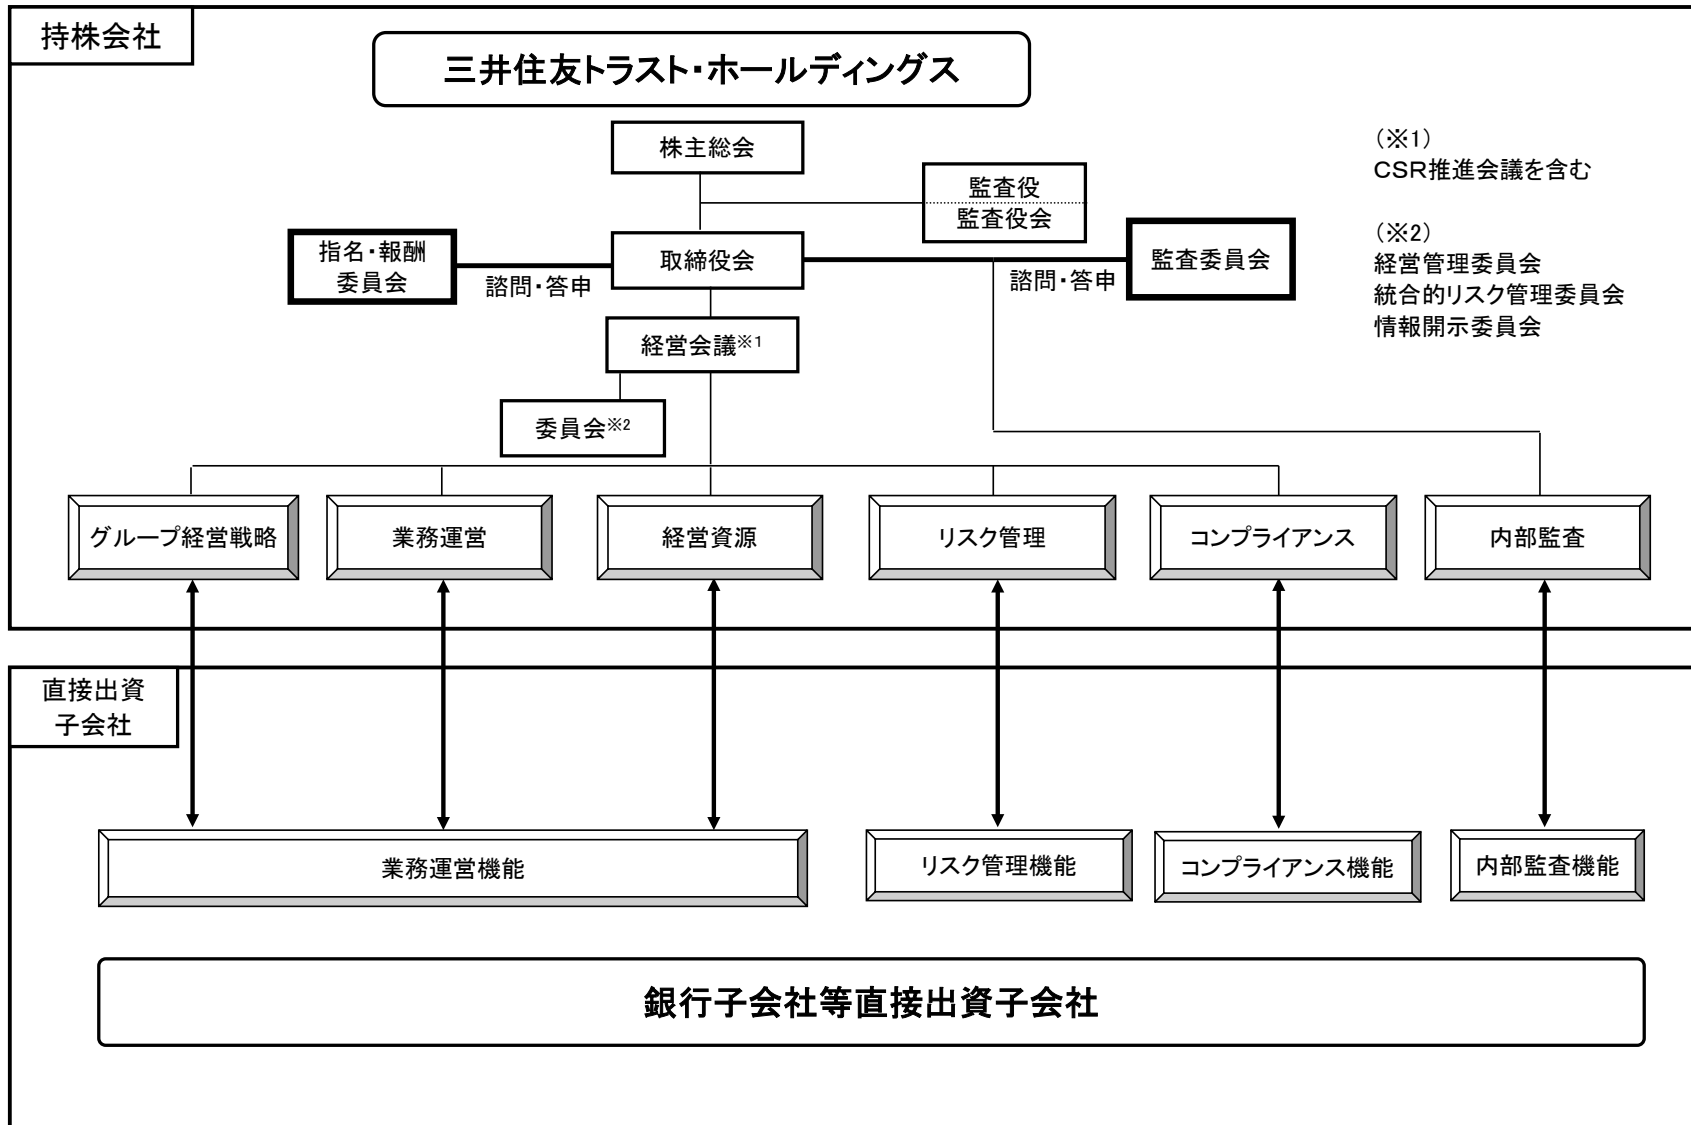 持株会社
三井住友トラスト・ホールディングス
株主総会
監査役
監査役会
(※1)
CSR推進会議を含む
(※2)
経営管理委員会
統合的リスク管理委員会
情報開示委員会
指名・報酬
委員会
諮問・答申
取締役会
諮問・答申
監査委員会
経営会議※1
委員会※2
グループ経営戦略
業務運営
経営資源
リスク管理
コンプライアンス
内部監査
直接出資
子会社
業務運営機能
リスク管理機能
コンプライアンス機能
内部監査機能
銀行子会社等直接出資子会社